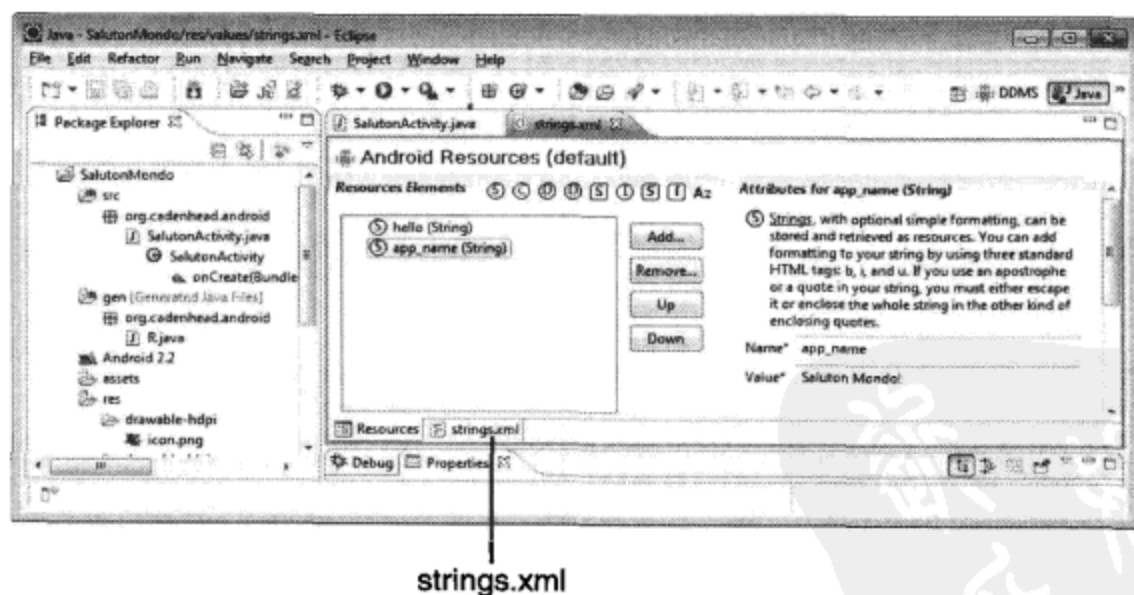 Java - SalutonMondo/res/values/strings.xml - Eclipse
File Edit Refactor Run Navigate Search Project Window Help
DDMS Java
Package Explorer
SalutonActivity.java strings.xml
SalutonMondo
src
org.cadenhead.android
SalutonActivity.java
SalutonActivity
onCreate(Bundle
gen [Generated Java Files]
org.cadenhead.android
R.java
Android 2.2
assets
res
drawable-hdpi
icon.png
Android Resources (default)
Resources Elements S C D D S I S T Az
S hello (String)
S app_name (String)
Add...
Remove...
Up
Down
Attributes for app_name (String)
S Strings, with optional simple formatting, can be
stored and retrieved as resources. You can add
formatting to your string by using three standard
HTML tags: b, i, and u. If you use an apostrophe
or a quote in your string, you must either escape
it or enclose the whole string in the other kind of
enclosing quotes.
Name* app_name
Value* Saluton Mondo!
Resources strings.xml
Debug Properties
strings.xml